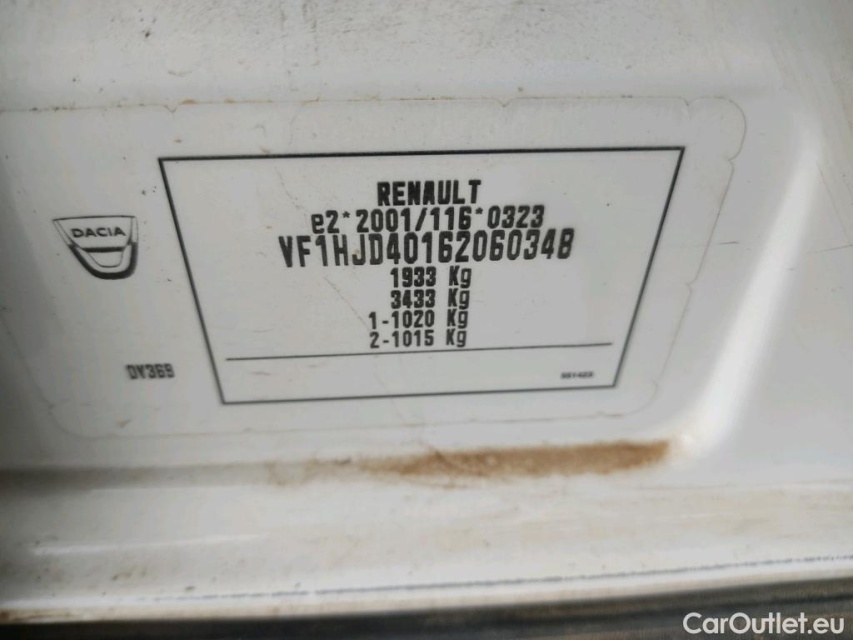 RENAULT
e2*2001/116*0323
VF1HJD40162060348
1933 Kg
3433 Kg
1-1020 Kg
2-1015 Kg
DACIA
DV365
CarOutlet.eu